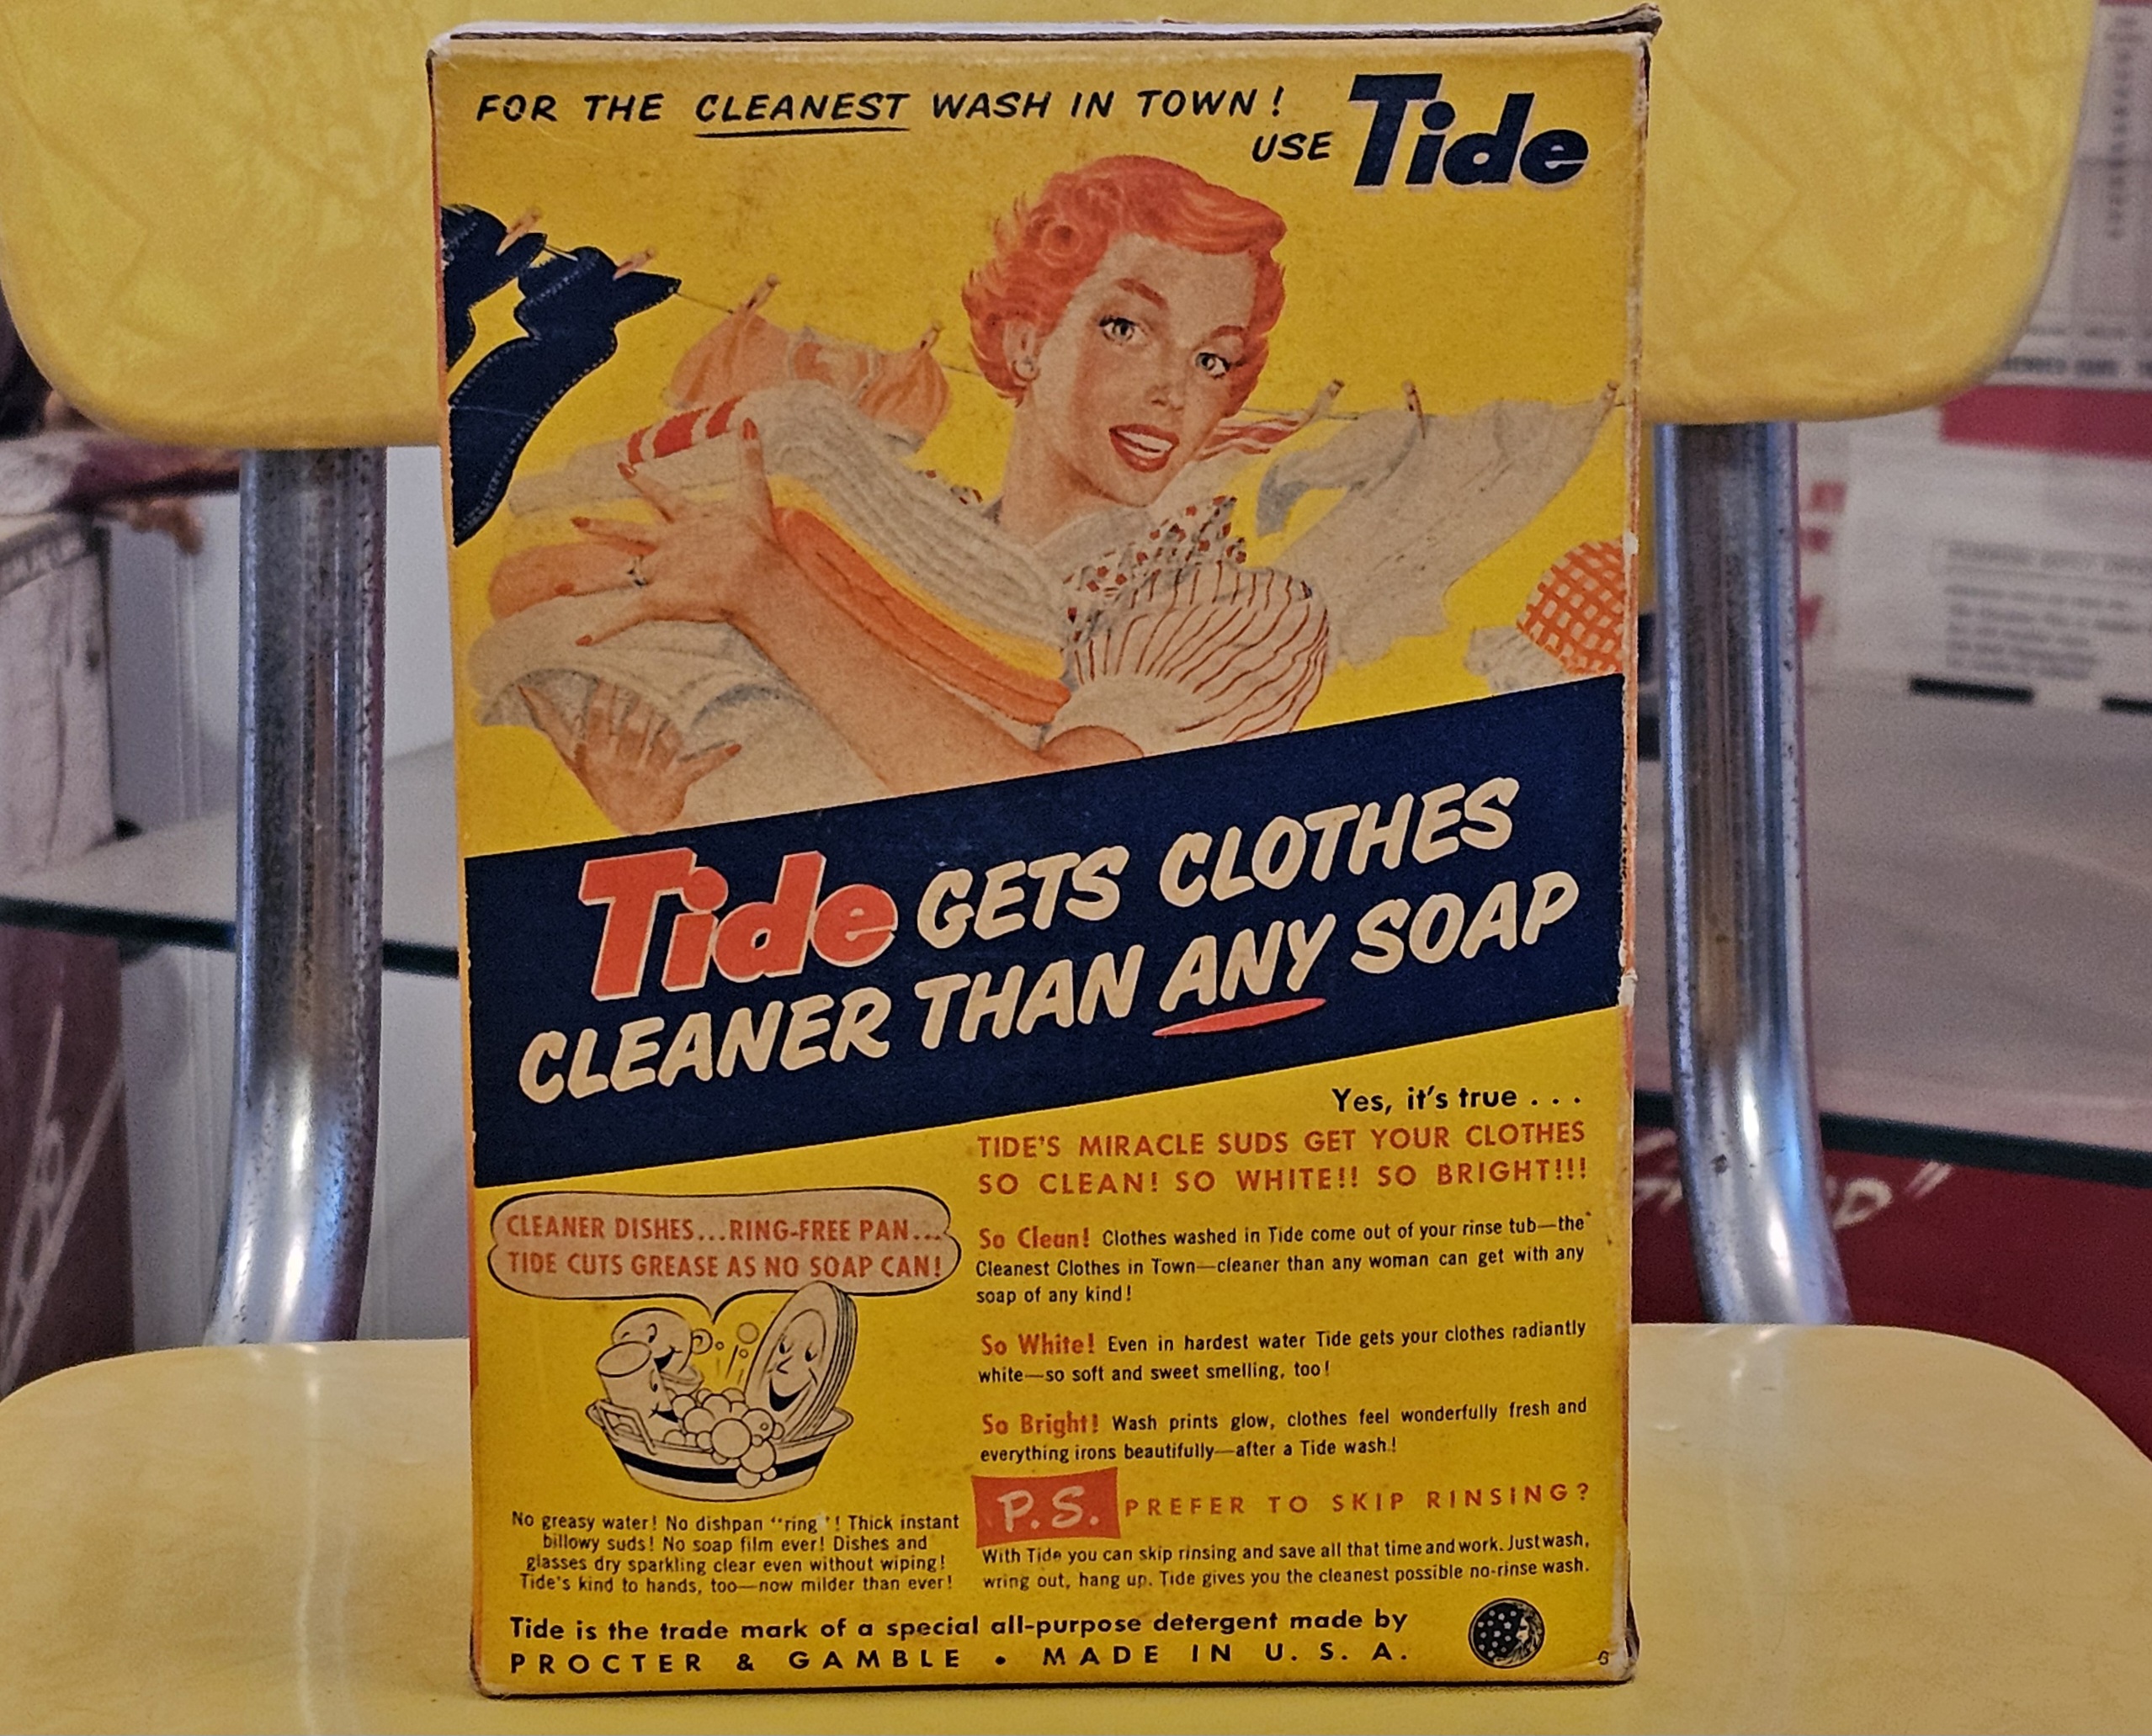 FOR THE CLEANEST WASH IN TOWN!
USE Tide
Tide GETS CLOTHES
CLEANER THAN ANY SOAP
Yes, it's true . . .
TIDE'S MIRACLE SUDS GET YOUR CLOTHES
SO CLEAN! SO WHITE!! SO BRIGHT!!!
CLEANER DISHES...RING-FREE PAN...
TIDE CUTS GREASE AS NO SOAP CAN!
So Clean! Clothes washed in Tide come out of your rinse tub—the
Cleanest Clothes in Town—cleaner than any woman can get with any
soap of any kind!
So White! Even in hardest water Tide gets your clothes radiantly
white—so soft and sweet smelling, too!
So Bright! Wash prints glow, clothes feel wonderfully fresh and
everything irons beautifully—after a Tide wash!
P.S. PREFER TO SKIP RINSING?
With Tide you can skip rinsing and save all that time and work. Just wash,
wring out, hang up. Tide gives you the cleanest possible no-rinse wash.
No greasy water! No dishpan "ring"! Thick instant
billowy suds! No soap film ever! Dishes and
glasses dry sparkling clear even without wiping!
Tide's kind to hands, too—now milder than ever!
Tide is the trade mark of a special all-purpose detergent made by
PROCTER & GAMBLE • MADE IN U. S. A.